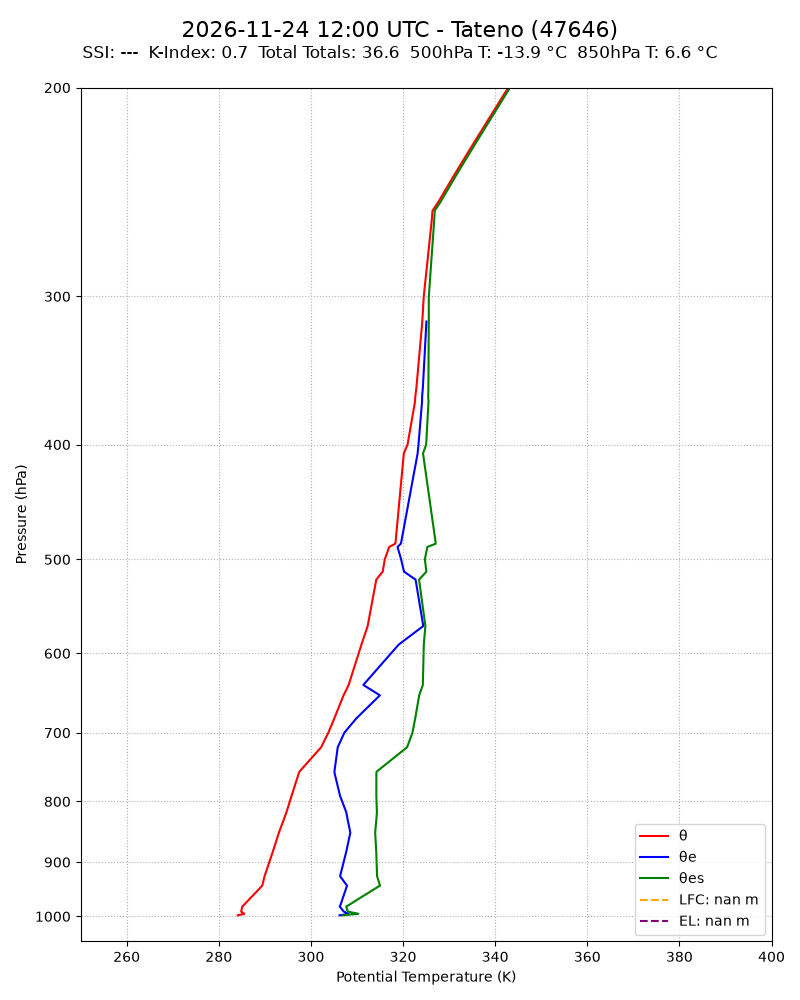 2026-11-24 12:00 UTC - Tateno (47646)
SSI: ---  K-Index: 0.7  Total Totals: 36.6  500hPa T: -13.9 °C  850hPa T: 6.6 °C
200
300
400
500
600
700
800
900
1000
Pressure (hPa)
260 280 300 320 340 360 380 400
Potential Temperature (K)
θ
θe
θes
LFC: nan m
EL: nan m